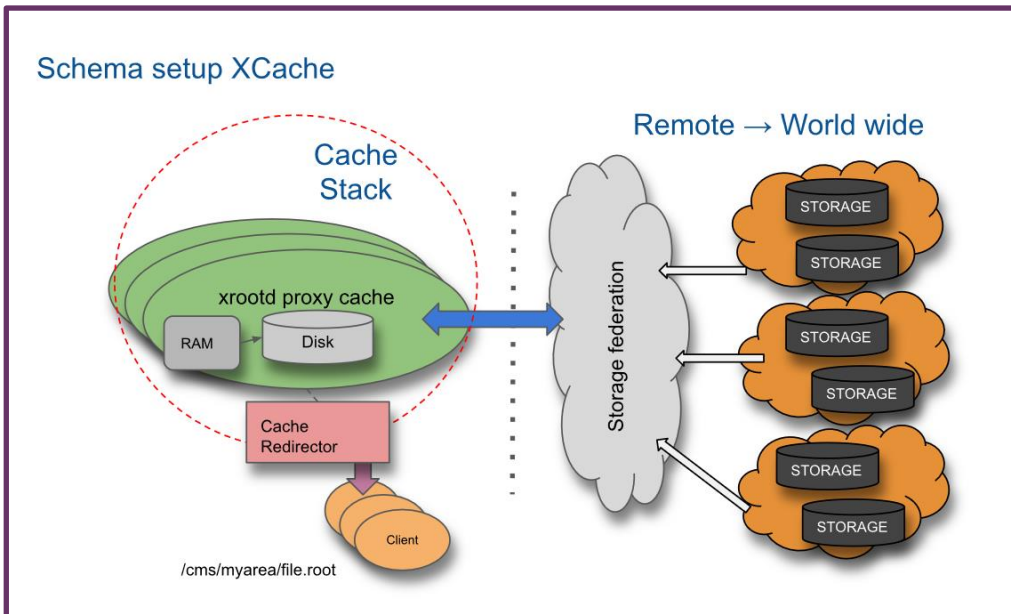 Schema setup XCache
Cache
Stack
Remote → World wide
xrootd proxy cache
RAM
Disk
Cache
Redirector
Client
/cms/myarea/file.root
Storage federation
STORAGE
STORAGE
STORAGE
STORAGE
STORAGE
STORAGE